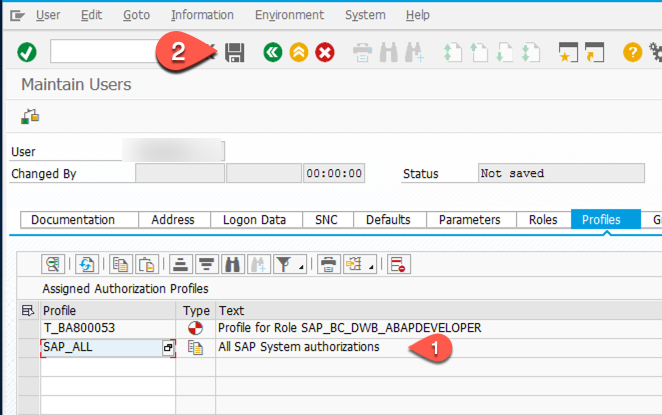 User Edit Goto Information Environment System Help
2
Maintain Users
User
Changed By 00:00:00 Status Not saved
Documentation Address Logon Data SNC Defaults Parameters Roles Profiles G
Assigned Authorization Profiles
Profile Type Text
T_BA800053 Profile for Role SAP_BC_DWB_ABAPDEVELOPER
SAP_ALL All SAP System authorizations 1